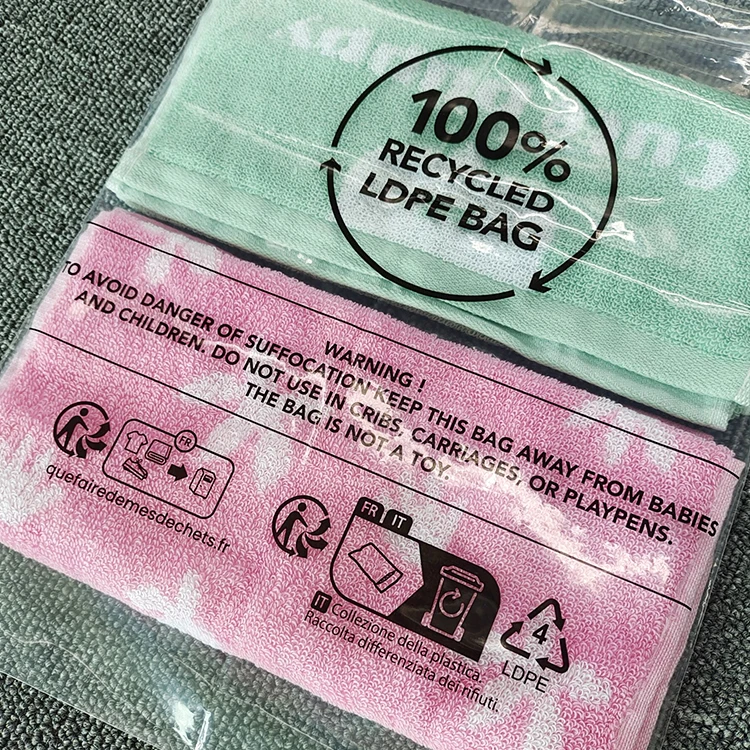 100%
RECYCLED
LDPE BAG
WARNING !
TO AVOID DANGER OF SUFFOCATION KEEP THIS BAG AWAY FROM BABIES
AND CHILDREN. DO NOT USE IN CRIBS, CARRIAGES, OR PLAYPENS.
THE BAG IS NOT A TOY.
FR
quefairedemesdechets.fr
FR IT
IT Collezione della plastica.
Raccolta differenziata dei rifiuti.
4
LDPE